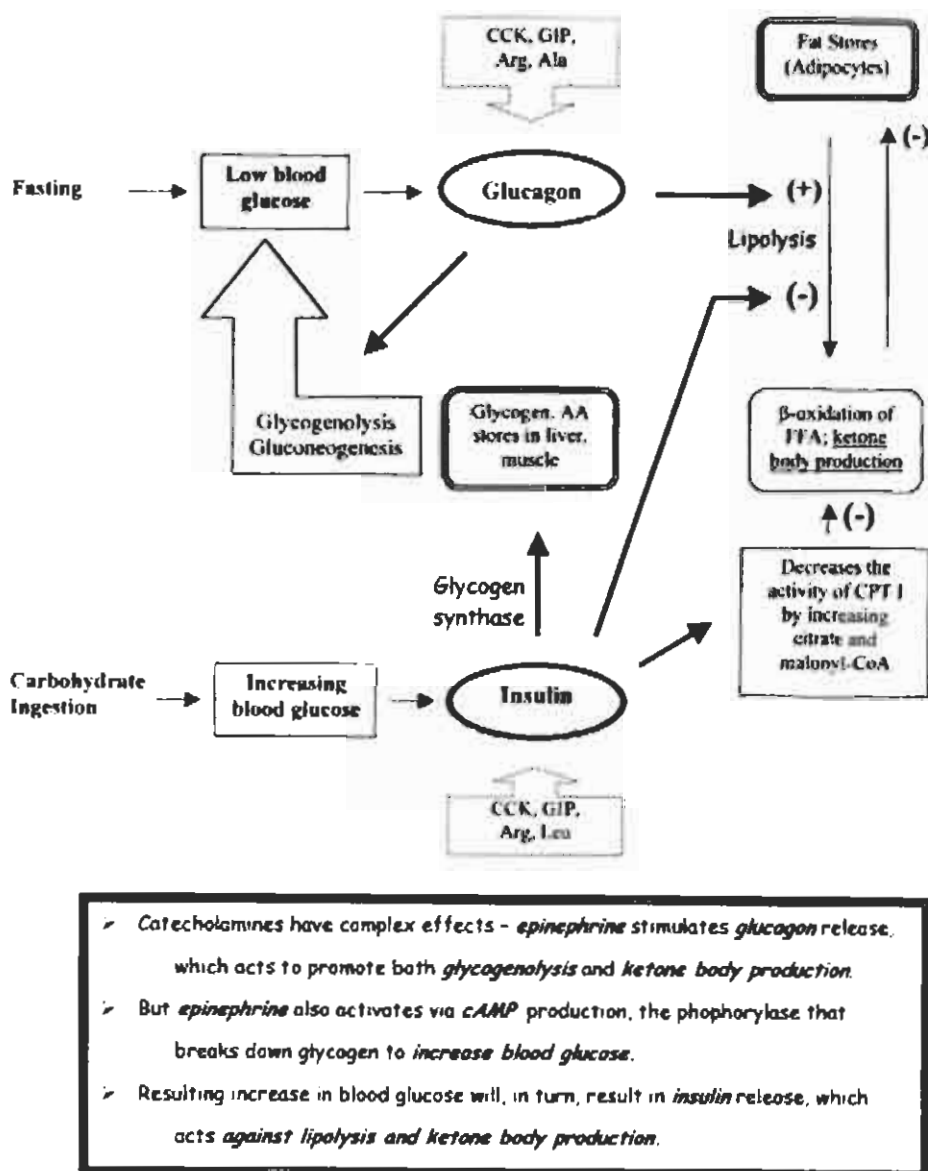 CCK, GIP,
Arg, Ala
Fat Stores
(Adipocytes)
(-)
Fasting
Low blood
glucose
Glucagon
(+)
Lipolysis
(-)
Glycogenolysis
Gluconeogenesis
Glycogen, AA
stores in liver,
muscle
β-oxidation of
FFA; ketone
body production
(-)
Glycogen
synthase
Decreases the
activity of CPT I
by increasing
citrate and
malonyl-CoA
Carbohydrate
Ingestion
Increasing
blood glucose
Insulin
CCK, GIP,
Arg, Leu
➢ Catecholamines have complex effects – epinephrine stimulates glucagon release,
which acts to promote both glycogenolysis and ketone body production.
➢ But epinephrine also activates via cAMP production, the phophorylase that
breaks down glycogen to increase blood glucose.
➢ Resulting increase in blood glucose will, in turn, result in insulin release, which
acts against lipolysis and ketone body production.